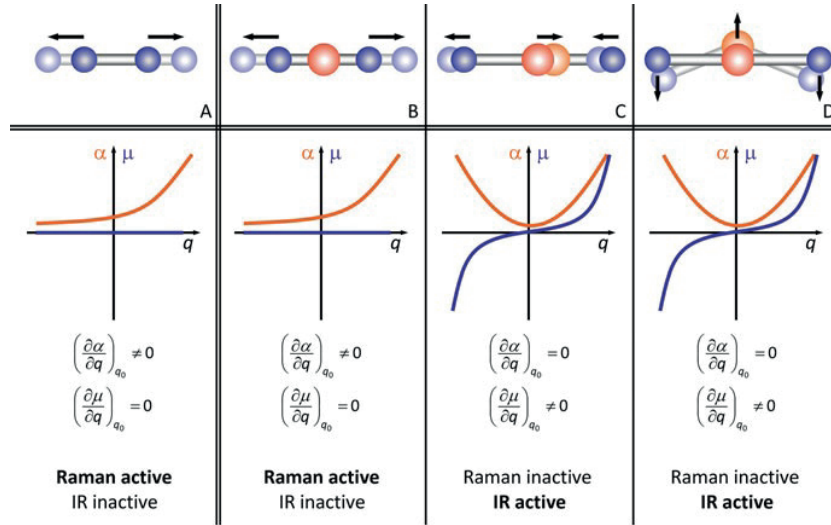 A
B
C
D
α μ
q
α μ
q
α μ
q
α μ
q
(∂α/∂q)q₀ ≠ 0
(∂α/∂q)q₀ ≠ 0
(∂α/∂q)q₀ = 0
(∂α/∂q)q₀ = 0
(∂μ/∂q)q₀ = 0
(∂μ/∂q)q₀ = 0
(∂μ/∂q)q₀ ≠ 0
(∂μ/∂q)q₀ ≠ 0
Raman active
IR inactive
Raman active
IR inactive
Raman inactive
IR active
Raman inactive
IR active